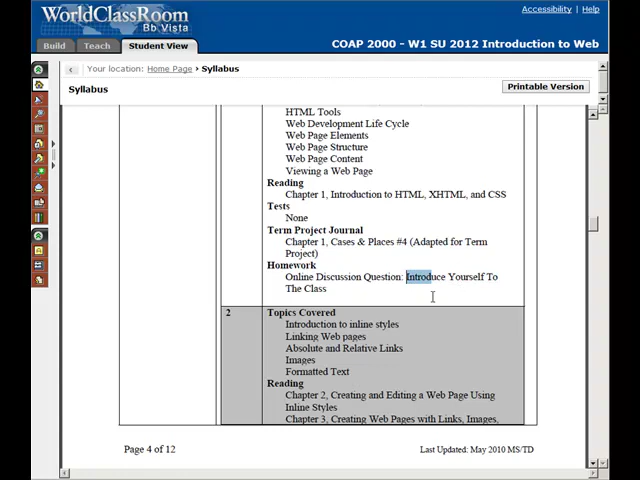 WorldClassRoom
Bb Vista
Accessibility | Help
Build Teach Student View
COAP 2000 - W1 SU 2012 Introduction to Web
Your location: Home Page › Syllabus
Syllabus
Printable Version
HTML Tools
Web Development Life Cycle
Web Page Elements
Web Page Structure
Web Page Content
Viewing a Web Page
Reading
Chapter 1, Introduction to HTML, XHTML, and CSS
Tests
None
Term Project Journal
Chapter 1, Cases & Places #4 (Adapted for Term
Project)
Homework
Online Discussion Question: Introduce Yourself To
The Class
2 Topics Covered
Introduction to inline styles
Linking Web pages
Absolute and Relative Links
Images
Formatted Text
Reading
Chapter 2, Creating and Editing a Web Page Using
Inline Styles
Chapter 3, Creating Web Pages with Links, Images,
Page 4 of 12
Last Updated: May 2010 MS/TD